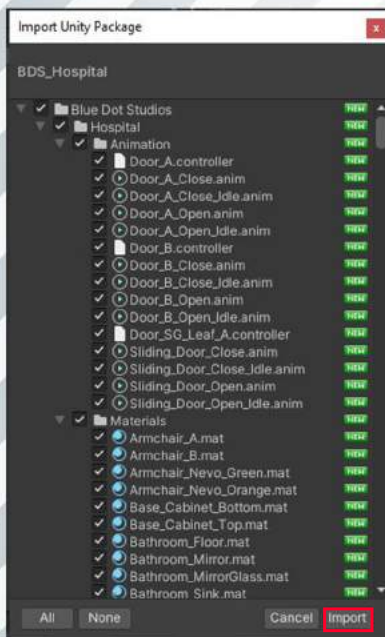 Import Unity Package
x
BDS_Hospital
Blue Dot Studios NEW
Hospital NEW
Animation NEW
Door_A.controller NEW
Door_A_Close.anim NEW
Door_A_Close_Idle.anim NEW
Door_A_Open.anim NEW
Door_A_Open_Idle.anim NEW
Door_B.controller NEW
Door_B_Close.anim NEW
Door_B_Close_Idle.anim NEW
Door_B_Open.anim NEW
Door_B_Open_Idle.anim NEW
Door_SG_Leaf_A.controller NEW
Sliding_Door_Close.anim NEW
Sliding_Door_Close_Idle.anim NEW
Sliding_Door_Open.anim NEW
Sliding_Door_Open_Idle.anim NEW
Materials NEW
Armchair_A.mat NEW
Armchair_B.mat NEW
Armchair_Nevo_Green.mat NEW
Armchair_Nevo_Orange.mat NEW
Base_Cabinet_Bottom.mat NEW
Base_Cabinet_Top.mat NEW
Bathroom_Floor.mat NEW
Bathroom_Mirror.mat NEW
Bathroom_MirrorGlass.mat NEW
Bathroom_Sink.mat NEW
All None Cancel Import